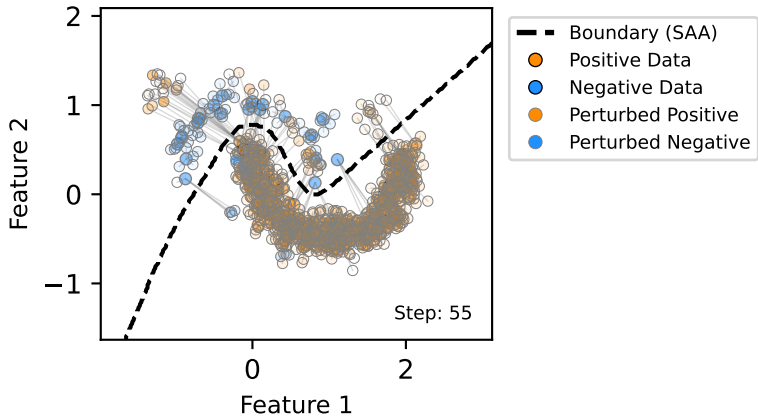 2
1
0
−1
Feature 2
0
2
Feature 1
Step: 55
Boundary (SAA)
Positive Data
Negative Data
Perturbed Positive
Perturbed Negative